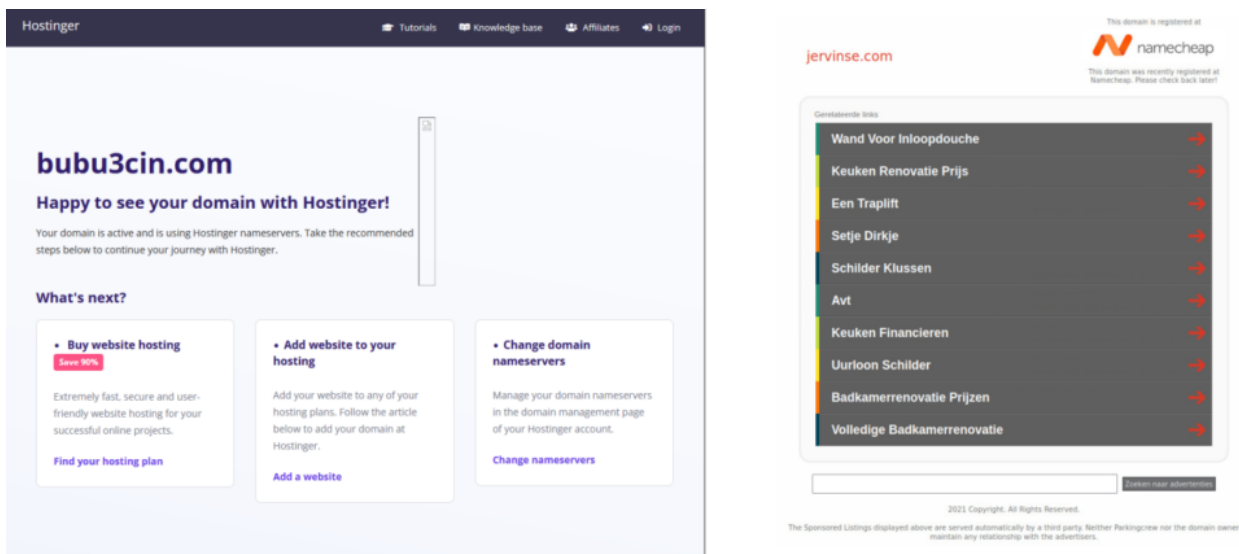 Hostinger
Tutorials
Knowledge base
Affiliates
Login
bubu3cin.com
Happy to see your domain with Hostinger!
Your domain is active and is using Hostinger nameservers. Take the recommended
steps below to continue your journey with Hostinger.
What's next?
• Buy website hosting
Save 90%
Extremely fast, secure and user-
friendly website hosting for your
successful online projects.
Find your hosting plan
• Add website to your
hosting
Add your website to any of your
hosting plans. Follow the article
below to add your domain at
Hostinger.
Add a website
• Change domain
nameservers
Manage your domain nameservers
in the domain management page
of your Hostinger account.
Change nameservers
This domain is registered at
namecheap
jervinse.com
This domain was recently registered at
Namecheap. Please check back later!
Gerelateerde links
Wand Voor Inloopdouche
Keuken Renovatie Prijs
Een Traplift
Setje Dirkje
Schilder Klussen
Avt
Keuken Financieren
Uurloon Schilder
Badkamerrenovatie Prijzen
Volledige Badkamerrenovatie
Zoeken naar advertenties
2021 Copyright. All Rights Reserved.
The Sponsored Listings displayed above are served automatically by a third party. Neither Parkingcrew nor the domain owner
maintain any relationship with the advertisers.